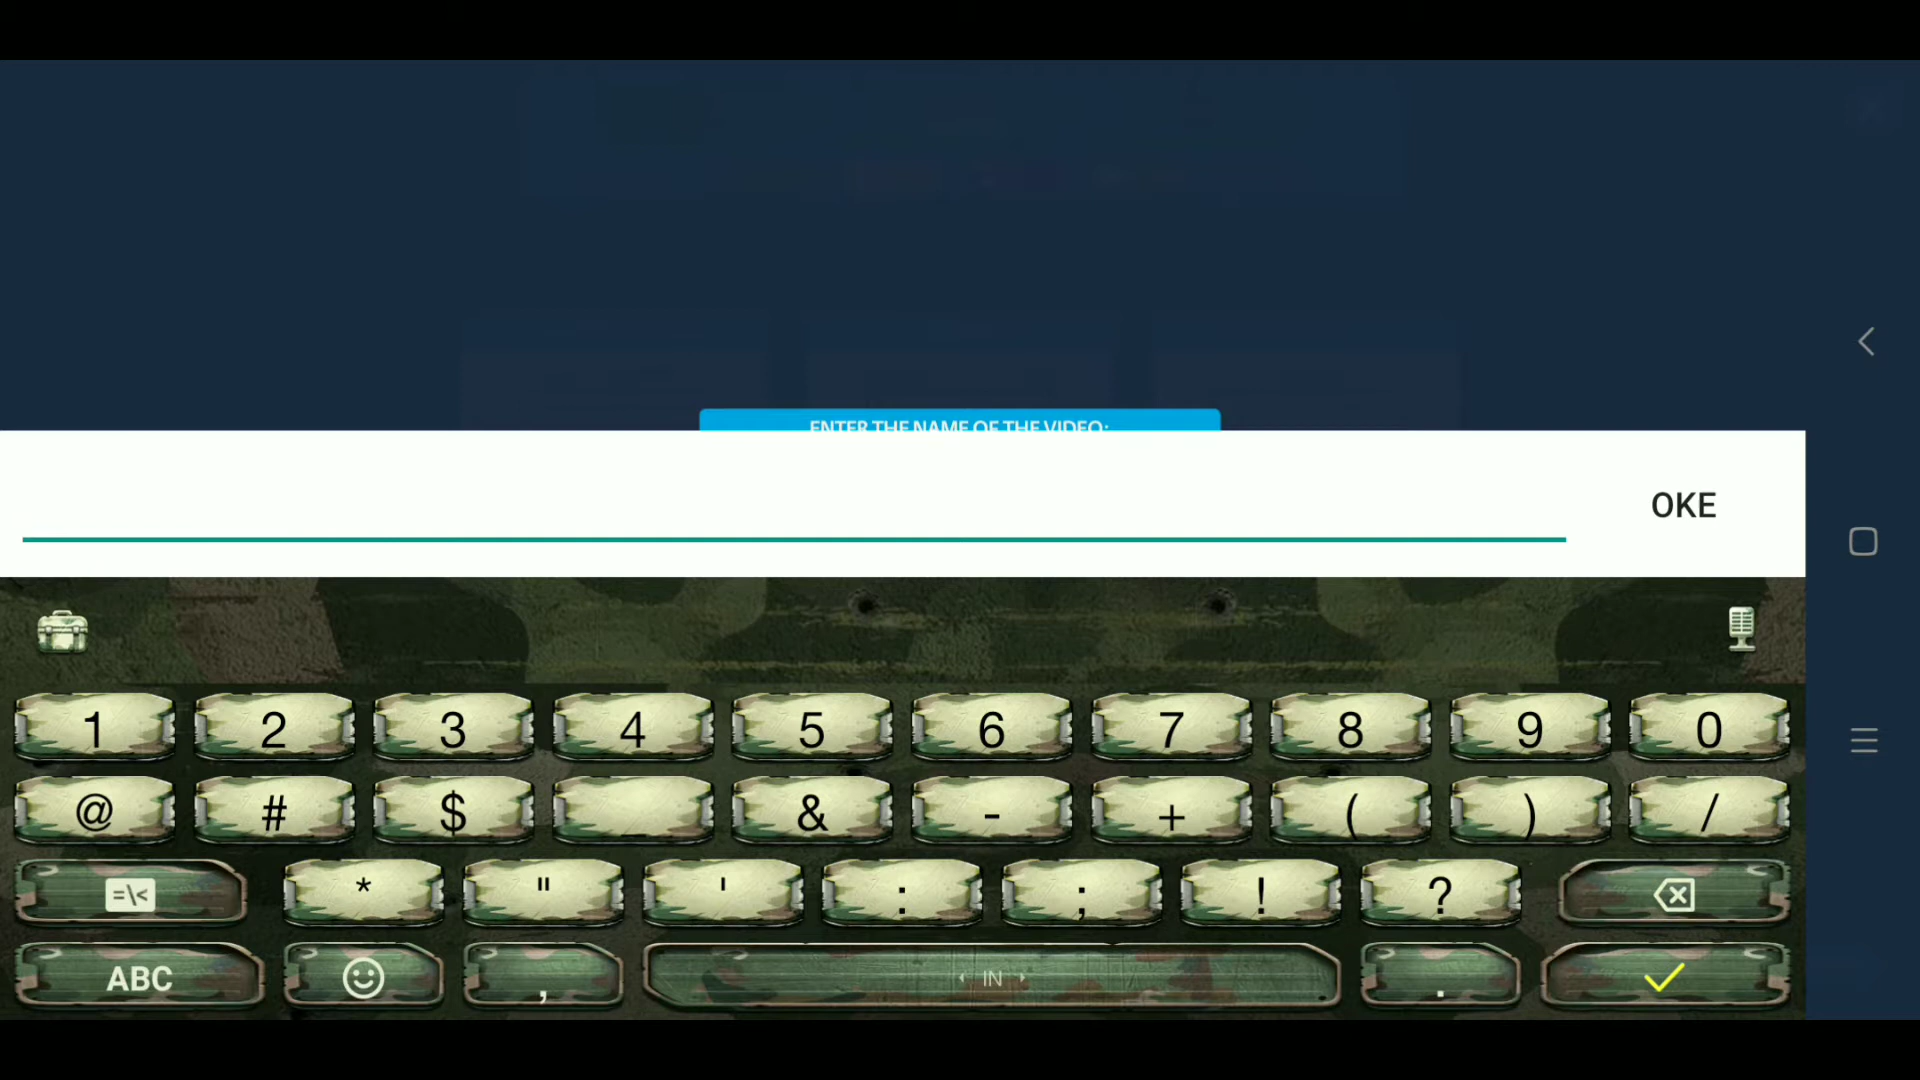 ENTER THE NAME OF THE VIDEO:
OKE
1 2 3 4 5 6 7 8 9 0
@ # $ _ & - + ( ) /
=\< * " ' : ; ! ?
ABC , IN .